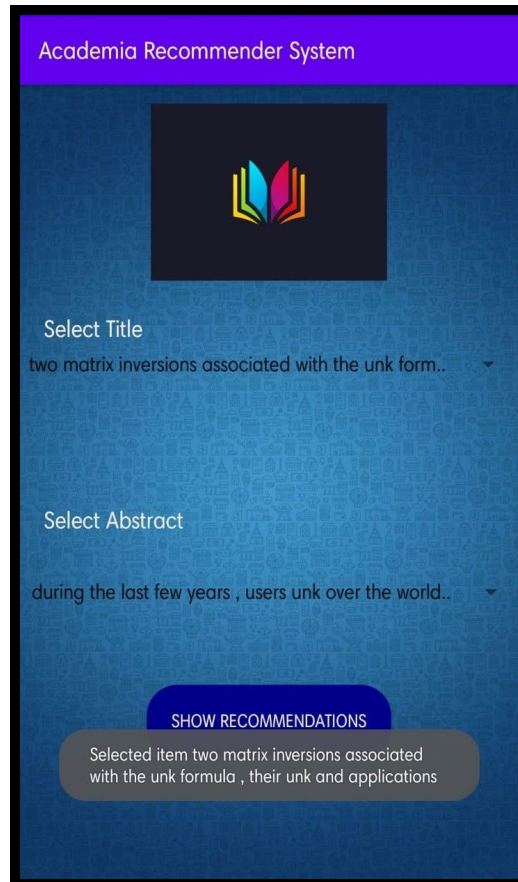 Academia Recommender System
Select Title
two matrix inversions associated with the unk form..
Select Abstract
during the last few years , users unk over the world..
SHOW RECOMMENDATIONS
Selected item two matrix inversions associated
with the unk formula , their unk and applications